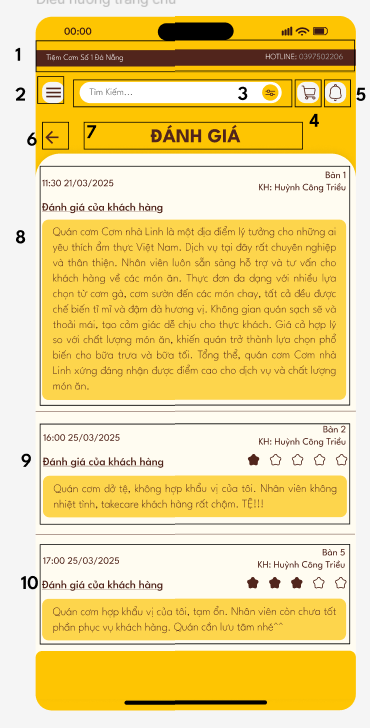 Điều hướng trang chủ
00:00
1
Tiệm Cơm Số 1 Đà Nẵng
HOTLINE: 0397502206
2
Tìm Kiếm...
3
4
5
6
7
ĐÁNH GIÁ
8
Bàn 1
11:30 21/03/2025
KH: Huỳnh Công Triều
Đánh giá của khách hàng
Quán cơm Cơm nhà Linh là một địa điểm lý tưởng cho những ai
yêu thích ẩm thực Việt Nam. Dịch vụ tại đây rất chuyên nghiệp
và thân thiện. Nhân viên luôn sẵn sàng hỗ trợ và tư vấn cho
khách hàng về các món ăn. Thực đơn đa dạng với nhiều lựa
chọn từ cơm gà, cơm sườn đến các món chay, tất cả đều được
chế biến tỉ mỉ và đậm đà hương vị. Không gian quán sạch sẽ và
thoải mái, tạo cảm giác dễ chịu cho thực khách. Giá cả hợp lý
so với chất lượng món ăn, khiến quán trở thành lựa chọn phổ
biến cho bữa trưa và bữa tối. Tổng thể, quán cơm Cơm nhà
Linh xứng đáng nhận được điểm cao cho dịch vụ và chất lượng
món ăn.
9
Bàn 2
16:00 25/03/2025
KH: Huỳnh Công Triều
Đánh giá của khách hàng
Quán cơm dở tệ, không hợp khẩu vị của tôi. Nhân viên không
nhiệt tình, takecare khách hàng rất chậm. TỆ!!!
10
Bàn 5
17:00 25/03/2025
KH: Huỳnh Công Triều
Đánh giá của khách hàng
Quán cơm hợp khẩu vị của tôi, tạm ổn. Nhân viên còn chưa tốt
phần phục vụ khách hàng. Quán cần lưu tâm nhé^^